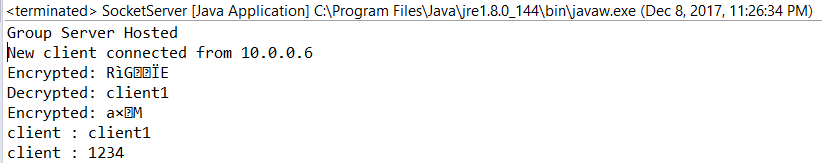 <terminated> SocketServer [Java Application] C:\Program Files\Java\jre1.8.0_144\bin\javaw.exe (Dec 8, 2017, 11:26:34 PM)
Group Server Hosted
New client connected from 10.0.0.6
Encrypted: RìG⍰⍰ÏE
Decrypted: client1
Encrypted: a×⍰M
client : client1
client : 1234